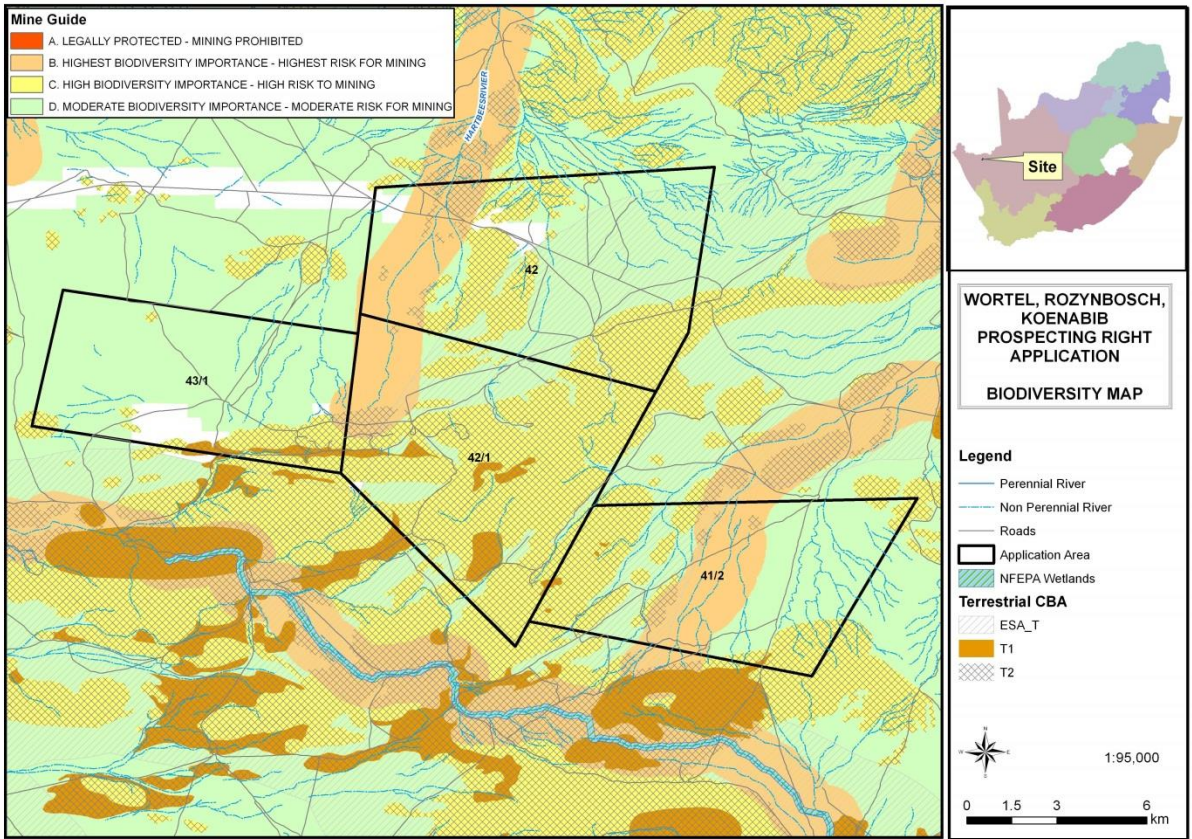 Mine Guide
A. LEGALLY PROTECTED - MINING PROHIBITED
B. HIGHEST BIODIVERSITY IMPORTANCE - HIGHEST RISK FOR MINING
C. HIGH BIODIVERSITY IMPORTANCE - HIGH RISK TO MINING
D. MODERATE BIODIVERSITY IMPORTANCE - MODERATE RISK FOR MINING
HARTBEESRIVIER
42
43/1
42/1
41/2
Site
WORTEL, ROZYNBOSCH,
KOENABIB
PROSPECTING RIGHT
APPLICATION
BIODIVERSITY MAP
Legend
Perennial River
Non Perennial River
Roads
Application Area
NFEPA Wetlands
Terrestrial CBA
ESA_T
T1
T2
N
W E
S
1:95,000
0 1.5 3 6
km